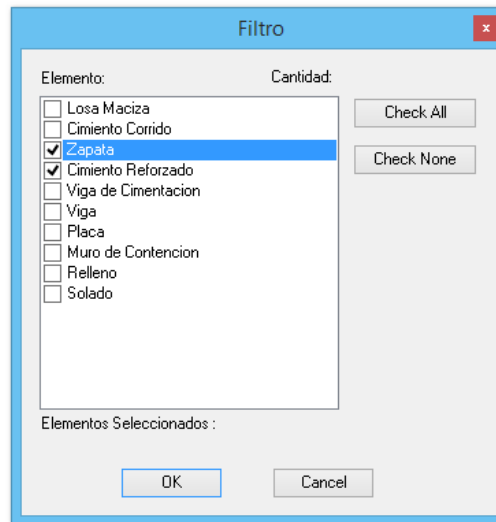 Filtro
x
Elemento: Cantidad:
Losa Maciza
Cimiento Corrido
Zapata
Cimiento Reforzado
Viga de Cimentacion
Viga
Placa
Muro de Contencion
Relleno
Solado
Check All
Check None
Elementos Seleccionados :
OK Cancel